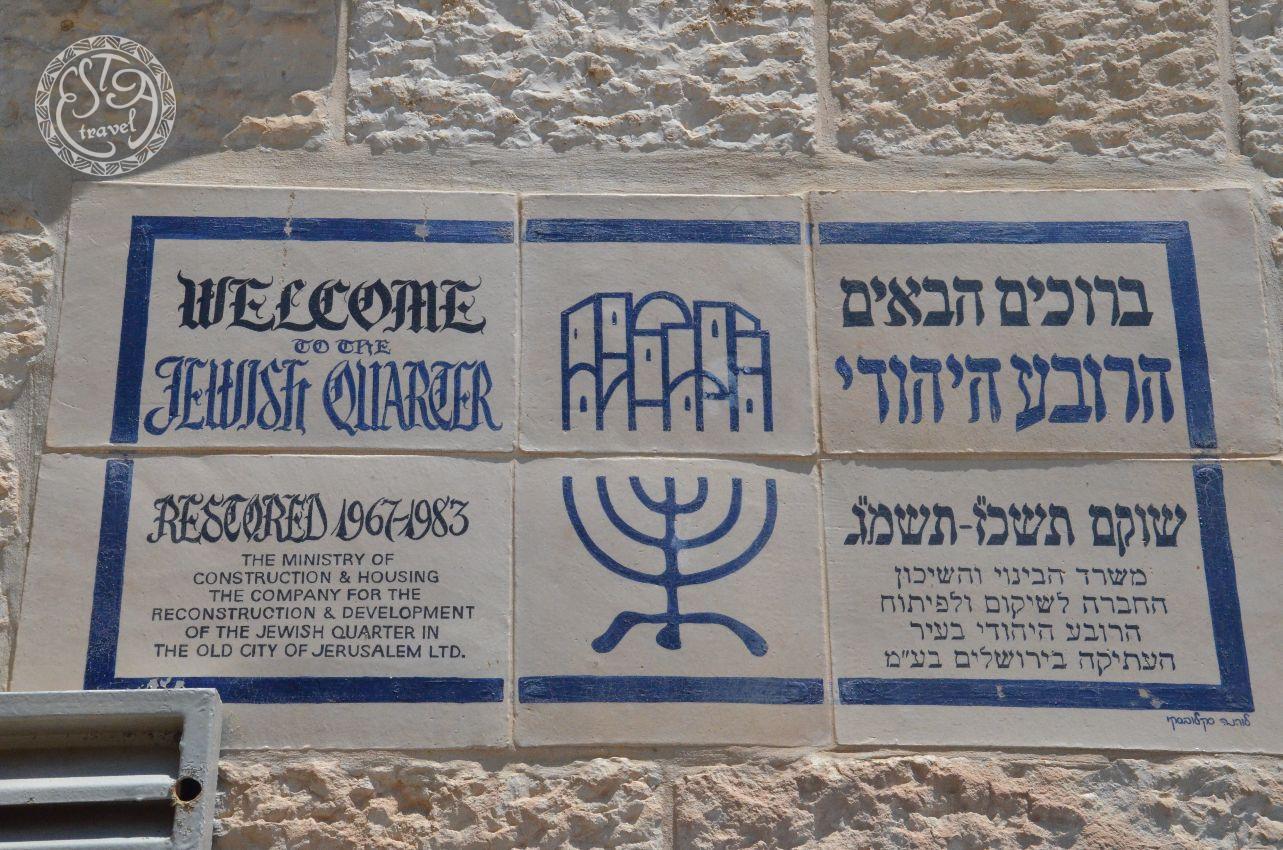 ESTA
travel
WELCOME
TO THE
JEWISH QUARTER
RESTORED 1967-1983
THE MINISTRY OF
CONSTRUCTION & HOUSING
THE COMPANY FOR THE
RECONSTRUCTION & DEVELOPMENT
OF THE JEWISH QUARTER IN
THE OLD CITY OF JERUSALEM LTD.
ברוכים הבאים
הרובע היהודי
שוקם תשכ"ז-תשמ"ג
משרד הבינוי והשיכון
החברה לשיקום ולפיתוח
הרובע היהודי בעיר
העתיקה בירושלים בע"מ